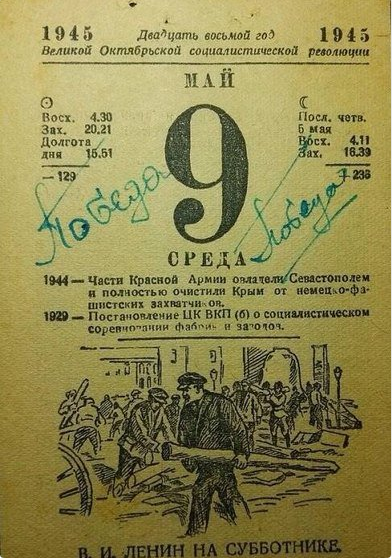 1945 Двадцать восьмой год 1945
Великой Октябрьской социалистической революции
МАЙ
Восх. 4.30
Зах. 20,21
Долгота
дня 15.51
— 129
9
Посл. четв.
5 мая
Восх. 4.11
Зах. 16.39
+ 236
Победа
Победа!
СРЕДА
1944 — Части Красной Армии овладели Севастополем
и полностью очистили Крым от немецко-фа-
шистских захватчиков.
1929 — Постановление ЦК ВКП (б) о социалистическом
соревновании фабрик и заводов.
В. И. ЛЕНИН НА СУББОТНИКЕ.